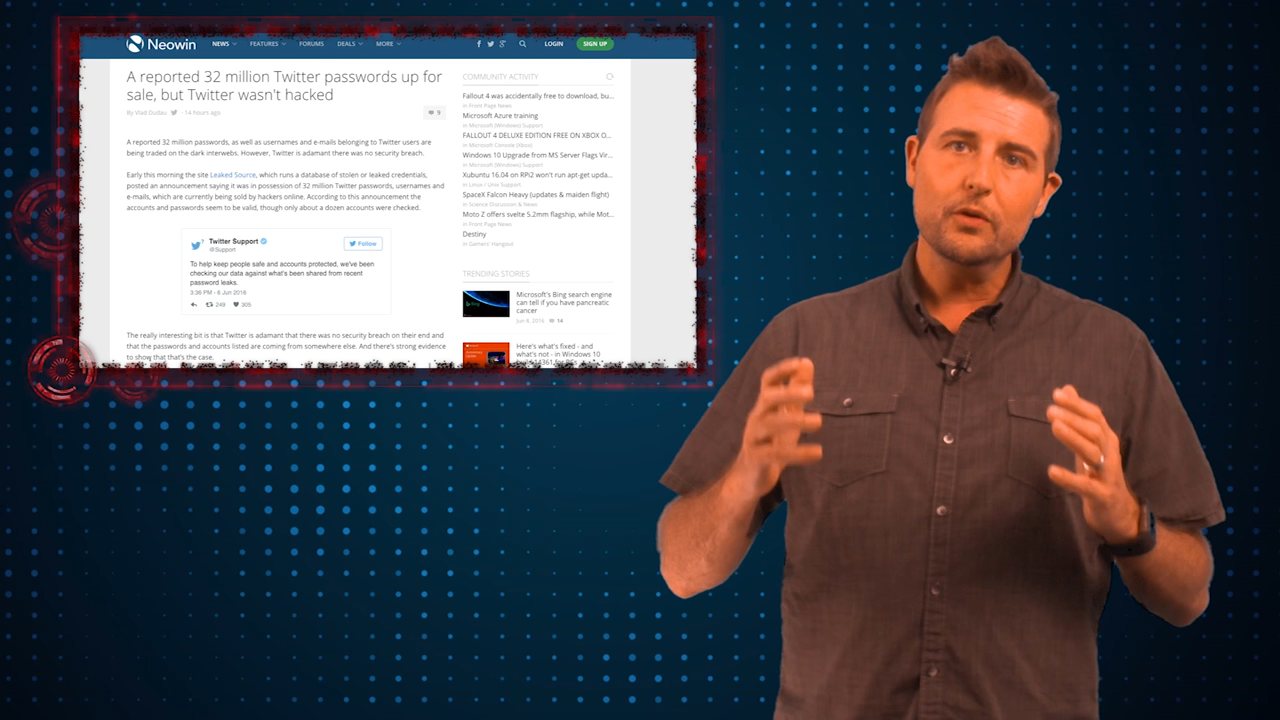 Neowin
NEWS FEATURES FORUMS DEALS MORE LOGIN SIGN UP
A reported 32 million Twitter passwords up for
sale, but Twitter wasn't hacked
By Vlad Dudau · 14 hours ago 9
A reported 32 million passwords, as well as usernames and e-mails belonging to Twitter users are
being traded on the dark interwebs. However, Twitter is adamant there was no security breach.
Early this morning the site Leaked Source, which runs a database of stolen or leaked credentials,
posted an announcement saying it was in possession of 32 million Twitter passwords, usernames and
e-mails, which are currently being sold by hackers online. According to this announcement the
accounts and passwords seem to be valid, though only about a dozen accounts were checked.
Twitter Support
@Support
Follow
To help keep people safe and accounts protected, we've been
checking our data against what's been shared from recent
password leaks.
3:36 PM - 6 Jun 2016
249 305
The really interesting bit is that Twitter is adamant that there was no security breach on their end and
that the passwords and accounts listed are coming from somewhere else. And there's strong evidence
to show that that's the case.
COMMUNITY ACTIVITY
Fallout 4 was accidentally free to download, bu...
in Front Page News
Microsoft Azure training
in Microsoft (Windows) Support
FALLOUT 4 DELUXE EDITION FREE ON XBOX O...
in Microsoft Console (Xbox)
Windows 10 Upgrade from MS Server Flags Vir...
in Microsoft (Windows) Support
Xubuntu 16.04 on RPi2 won't run apt-get upda...
in Linux / Unix Support
SpaceX Falcon Heavy (updates & maiden flight)
in Science Discussion & News
Moto Z offers svelte 5.2mm flagship, while Mot...
in Front Page News
Destiny
in Gamers' Hangout
TRENDING STORIES
Microsoft's Bing search engine
can tell if you have pancreatic
cancer
Jun 8, 2016 14
Here's what's fixed - and
what's not - in Windows 10